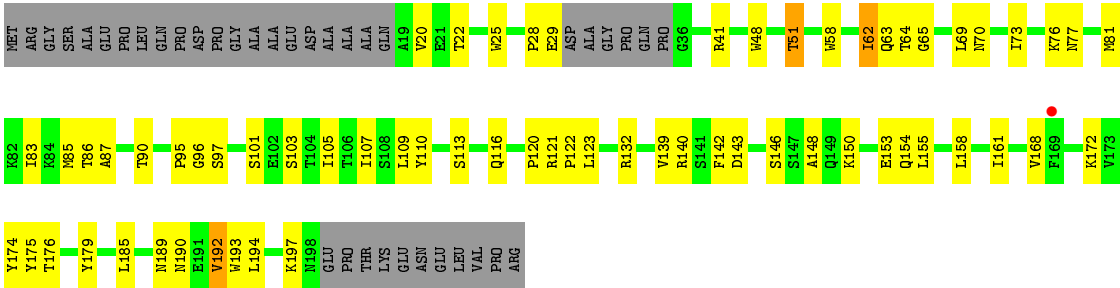 MET ARG GLY SER ALA GLU PRO LEU GLN PRO ASP PRO GLY ALA ALA GLU ASP ALA ALA ALA GLN A19 V20 E21 T22 W25 P28 E29 ASP ALA GLY PRO GLN PRO G36 R41 W48 T51 W58 I62 Q63 T64 G65 L69 N70 I73 K76 N77 M81
K82 I83 K84 M85 T86 A87 T90 P95 G96 S97 S101 E102 S103 T104 I105 T106 I107 S108 L109 Y110 S113 Q116 P120 R121 P122 L123 R132 V139 R140 S141 F142 D143 S146 S147 A148 Q149 K150 E153 Q154 L155 L158 I161 V168 F169 K172 V173
Y174 Y175 T176 Y179 L185 N189 N190 E191 V192 W193 L194 K197 N198 GLU PRO THR LYS GLU ASN GLU LEU VAL PRO ARG